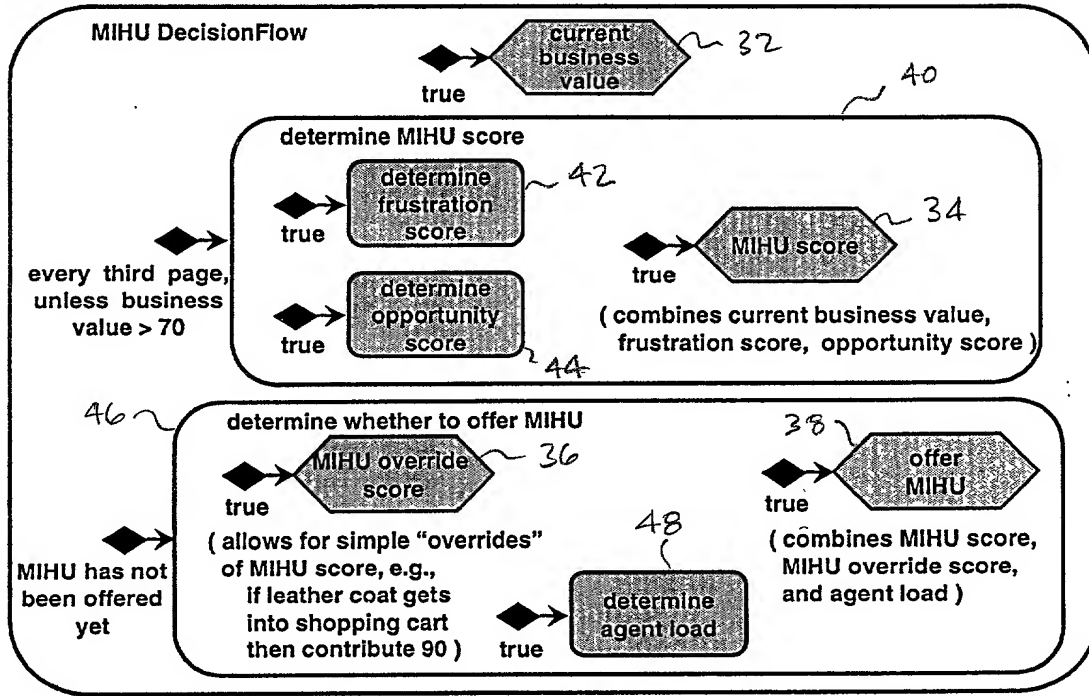 MIHU DecisionFlow
current
business
value
32
true
40
determine MIHU score
determine
frustration
score
42
true
MIHU score
34
true
every third page,
unless business
value > 70
determine
opportunity
score
44
true
( combines current business value,
frustration score, opportunity score )
46
determine whether to offer MIHU
MIHU override
score
36
true
38
offer
MIHU
true
MIHU has not
been offered
yet
( allows for simple “overrides”
of MIHU score, e.g.,
if leather coat gets
into shopping cart
then contribute 90 )
48
determine
agent load
true
( combines MIHU score,
MIHU override score,
and agent load )